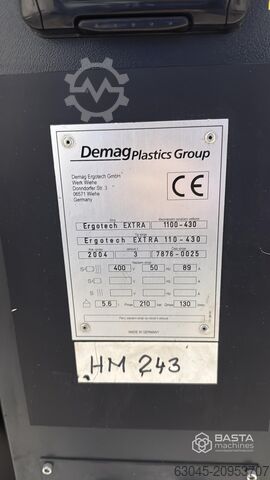 Demag Plastics Group
Demag Ergotech GmbH
Werk Wiehe
Donndorfer Str. 3
06571 Wiehe
Germany
CE
Ergotech EXTRA 1100-430
Ergotech EXTRA 110-430
2004 3 7876-0025
400 V 50 Hz 89 A
5.6 210 130
MADE IN GERMANY
HM 243
BASTA
machines
63045-20953707